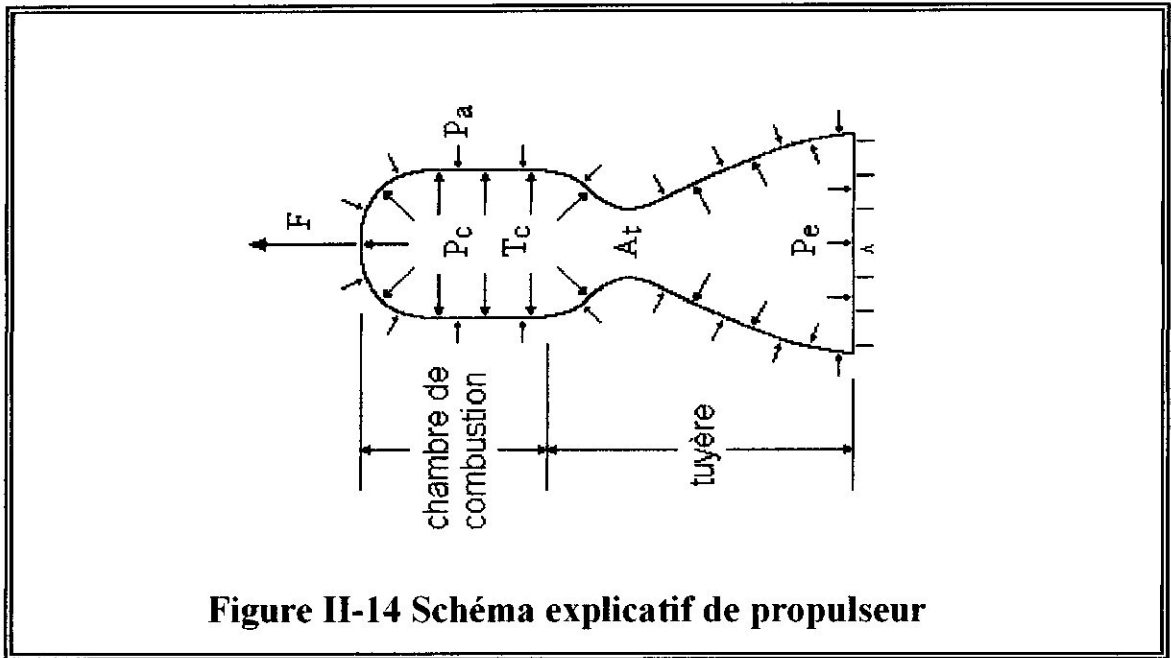 F
Pa
Pc
Tc
At
Pe
chambre de
combustion
tuyère
Figure II-14 Schéma explicatif de propulseur